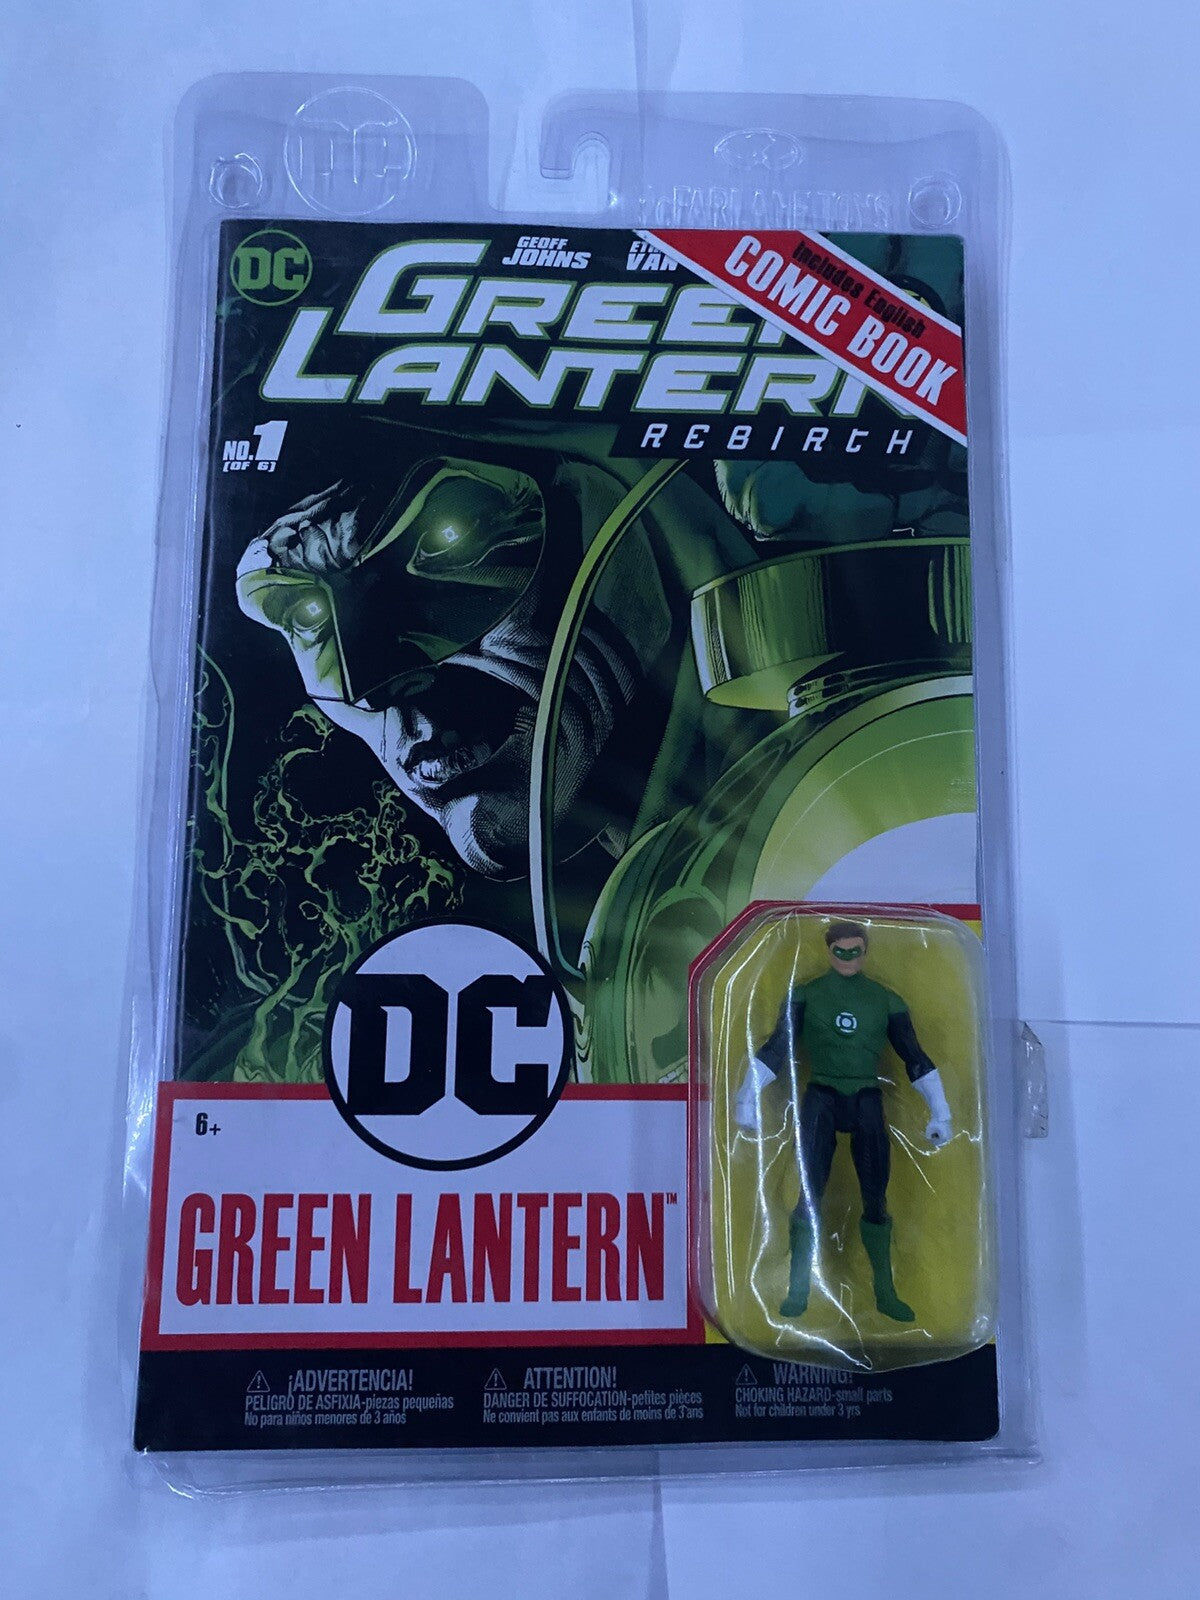 DC
McFARLANE TOYS
DC
GEOFF JOHNS
VAN
Includes English
COMIC BOOK
GREEN
LANTERN
REBIRTH
NO.1
(OF 6)
DC
6+
GREEN LANTERN™
¡ADVERTENCIA!
PELIGRO DE ASFIXIA-piezas pequeñas
No para niños menores de 3 años
ATTENTION!
DANGER DE SUFFOCATION-petites pièces
Ne convient pas aux enfants de moins de 3 ans
WARNING!
CHOKING HAZARD-small parts
Not for children under 3 yrs